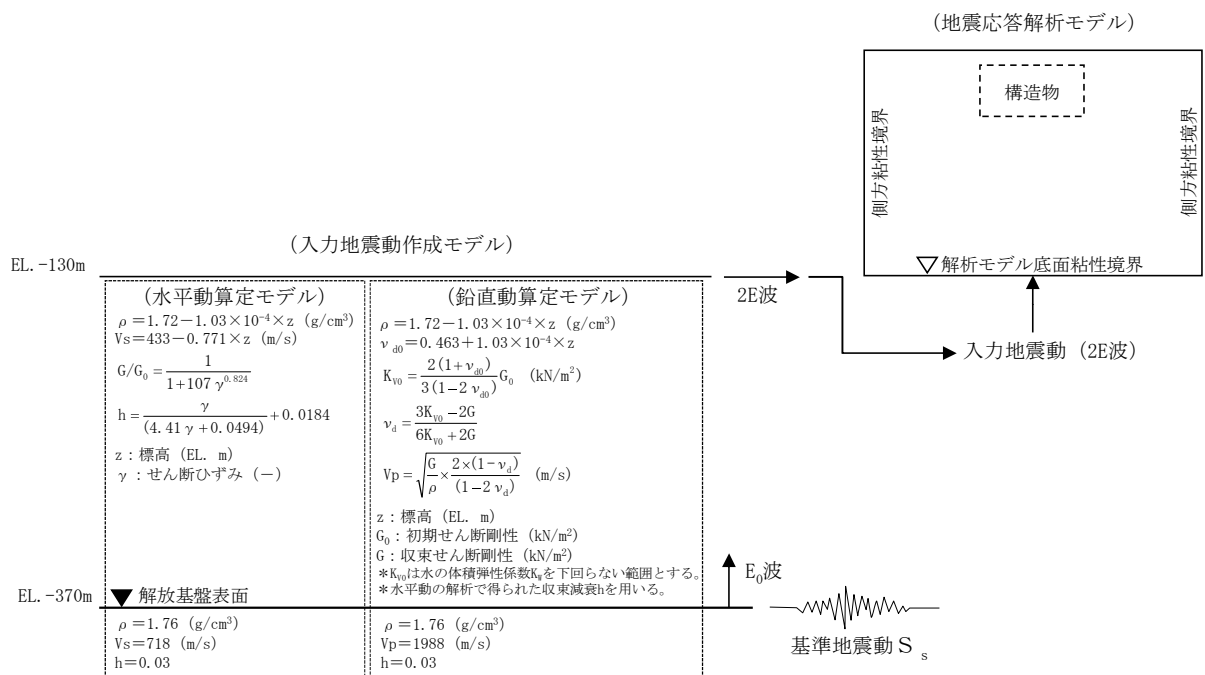 (地震応答解析モデル)
構造物
側方粘性境界
側方粘性境界
▽解析モデル底面粘性境界
(入力地震動作成モデル)
EL.-130m
2E波
入力地震動(2E波)
(水平動算定モデル)
ρ=1.72-1.03×10⁻⁴×z (g/cm³)
Vs=433-0.771×z (m/s)
G/G₀=1/(1+107γ^0.824)
h=γ/(4.41γ+0.0494)+0.0184
z:標高(EL. m)
γ:せん断ひずみ(-)
(鉛直動算定モデル)
ρ=1.72-1.03×10⁻⁴×z (g/cm³)
ν_d0=0.463+1.03×10⁻⁴×z
K_V0=2(1+ν_d0)/3(1-2ν_d0) G₀ (kN/m²)
ν_d=(3K_V0-2G)/(6K_V0+2G)
Vp=√(G/ρ×2×(1-ν_d)/(1-2ν_d)) (m/s)
z:標高(EL. m)
G₀:初期せん断剛性(kN/m²)
G:収束せん断剛性(kN/m²)
*K_V0は水の体積弾性係数K_Wを下回らない範囲とする。
*水平動の解析で得られた収束減衰hを用いる。
EL.-370m
▼解放基盤表面
E₀波
ρ=1.76 (g/cm³)
Vs=718 (m/s)
h=0.03
ρ=1.76 (g/cm³)
Vp=1988 (m/s)
h=0.03
基準地震動Ss